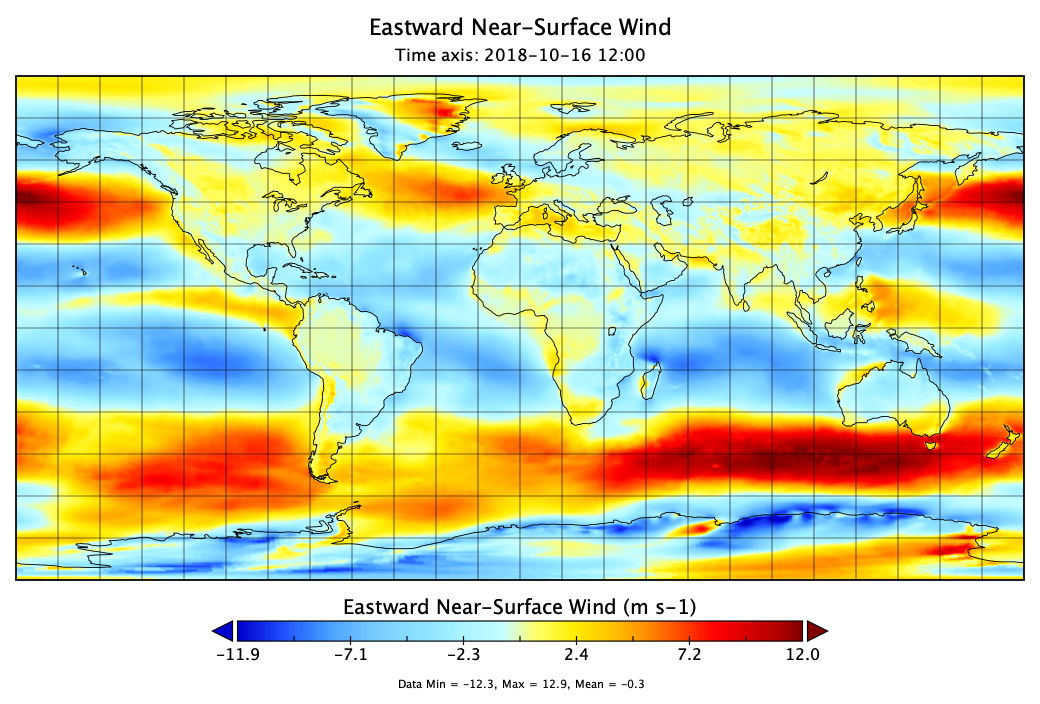 Eastward Near-Surface Wind
Time axis: 2018-10-16 12:00
Eastward Near-Surface Wind (m s-1)
-11.9 -7.1 -2.3 2.4 7.2 12.0
Data Min = -12.3, Max = 12.9, Mean = -0.3